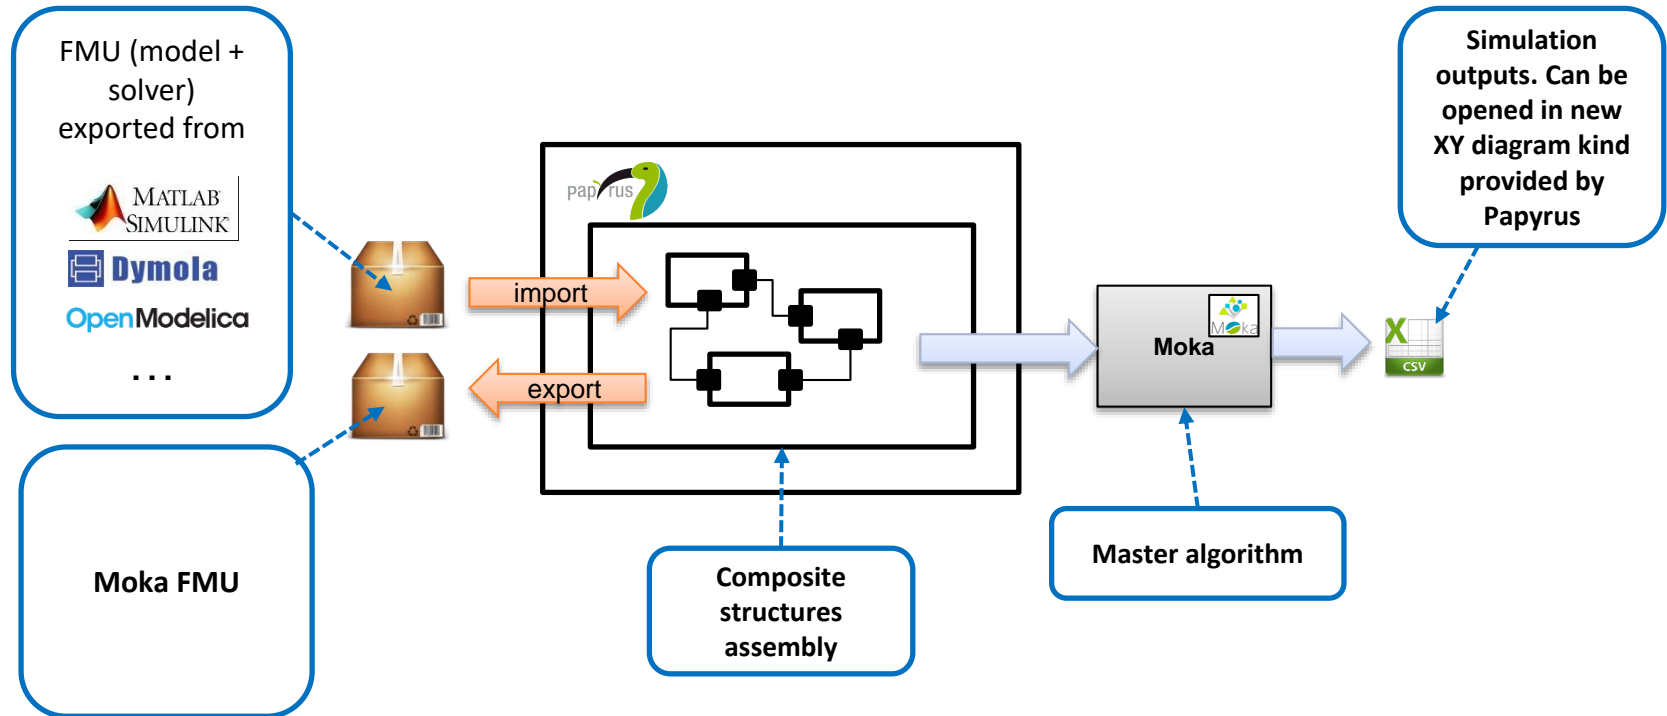 FMU (model +
solver)
exported from
MATLAB
SIMULINK
Dymola
OpenModelica
...
Moka FMU
papyrus
import
export
Composite
structures
assembly
Moka
Moka
Master algorithm
Simulation
outputs. Can be
opened in new
XY diagram kind
provided by
Papyrus
X
CSV